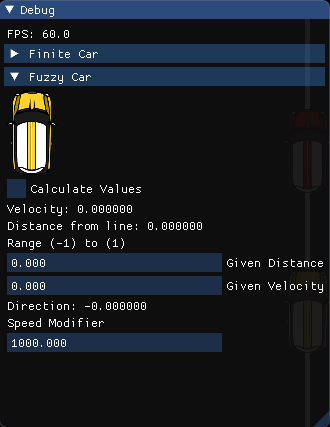 Debug
FPS: 60.0
Finite Car
Fuzzy Car
Calculate Values
Velocity: 0.000000
Distance from line: 0.000000
Range (-1) to (1)
0.000 Given Distance
0.000 Given Velocity
Direction: -0.000000
Speed Modifier
1000.000